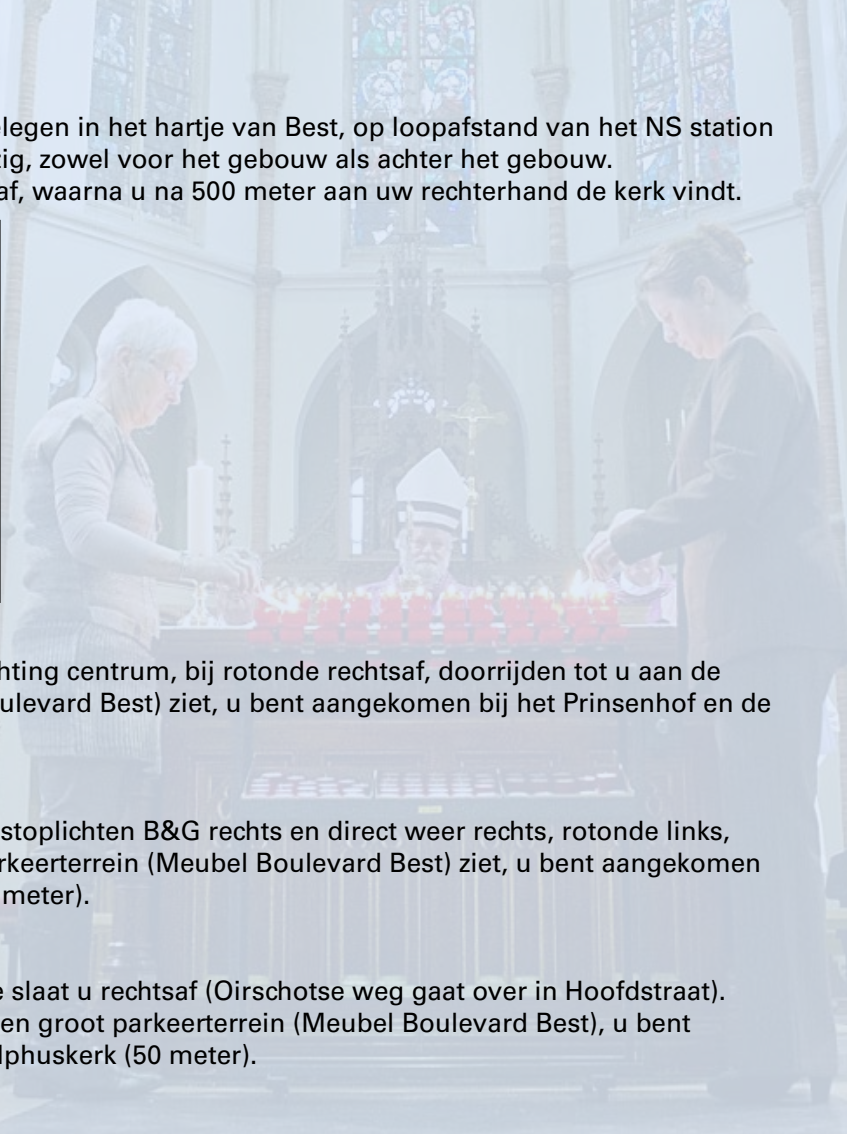 legen in het hartje van Best, op loopafstand van het NS station
zig, zowel voor het gebouw als achter het gebouw.
af, waarna u na 500 meter aan uw rechterhand de kerk vindt.
hting centrum, bij rotonde rechtsaf, doorrijden tot u aan de
ulevard Best) ziet, u bent aangekomen bij het Prinsenhof en de
stoplichten B&G rechts en direct weer rechts, rotonde links,
rkeerterrein (Meubel Boulevard Best) ziet, u bent aangekomen
meter).
e slaat u rechtsaf (Oirschotse weg gaat over in Hoofdstraat).
en groot parkeerterrein (Meubel Boulevard Best), u bent
lphuskerk (50 meter).